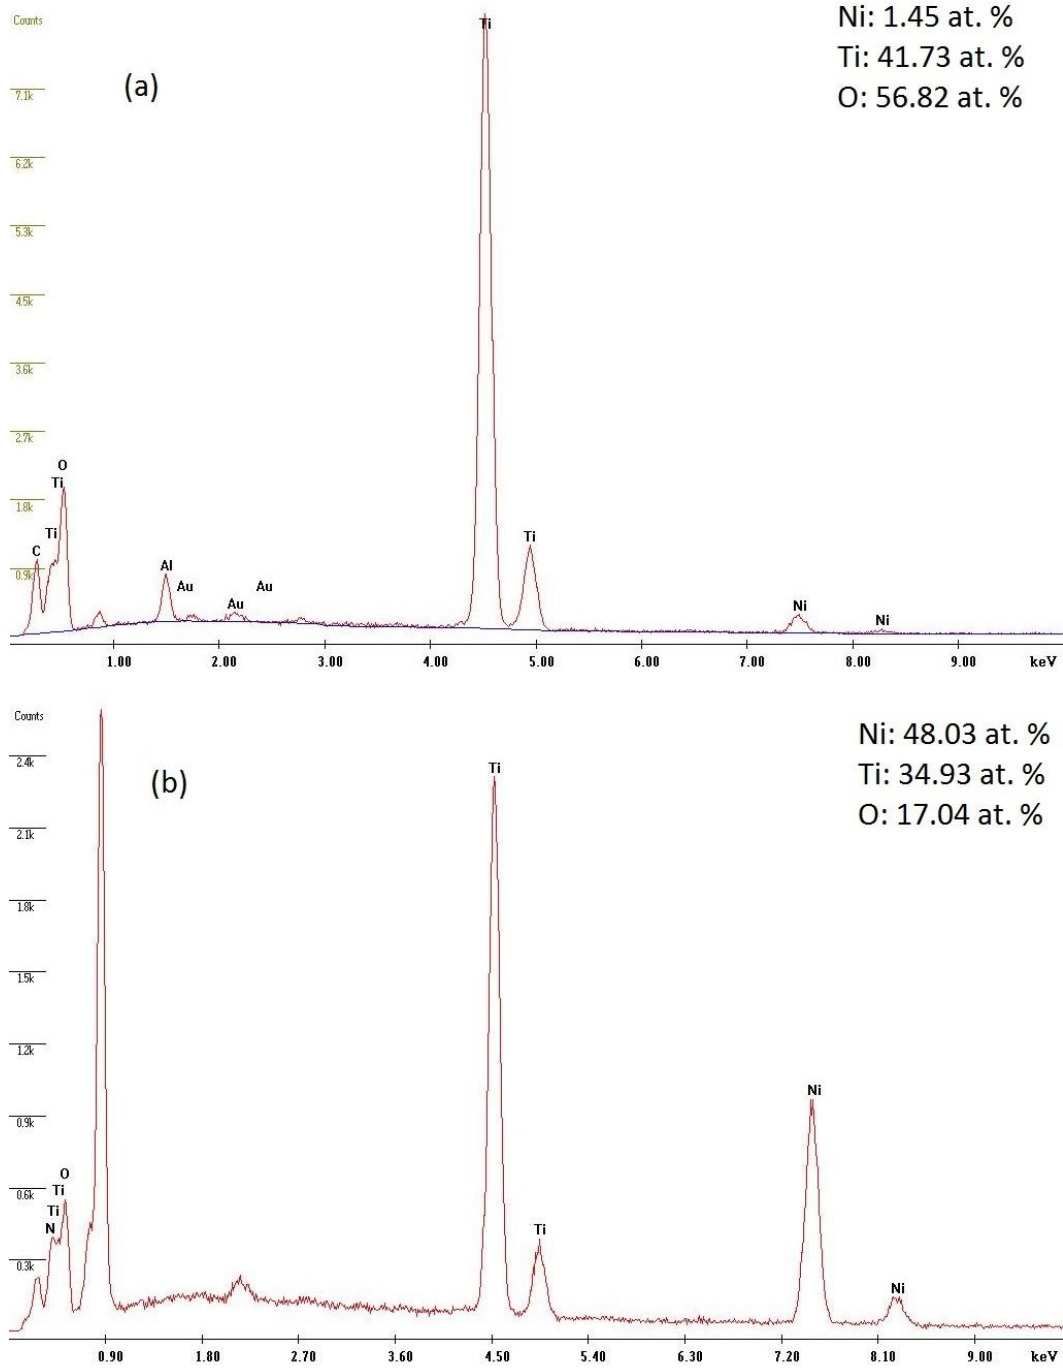 Counts
Ti
Ni: 1.45 at. %
Ti: 41.73 at. %
O: 56.82 at. %
(a)
7.1k
6.2k
5.3k
4.5k
3.6k
2.7k
1.8k
0.9k
O
Ti
Ti
C
Al
Au
Au
Au
Ti
Ni
Ni
1.00 2.00 3.00 4.00 5.00 6.00 7.00 8.00 9.00 keV
Counts
Ni: 48.03 at. %
Ti: 34.93 at. %
O: 17.04 at. %
(b)
2.4k
2.1k
1.8k
1.5k
1.2k
0.9k
0.6k
0.3k
Ti
O
Ti
Ti
N
Ti
Ni
Ni
0.90 1.80 2.70 3.60 4.50 5.40 6.30 7.20 8.10 9.00 keV